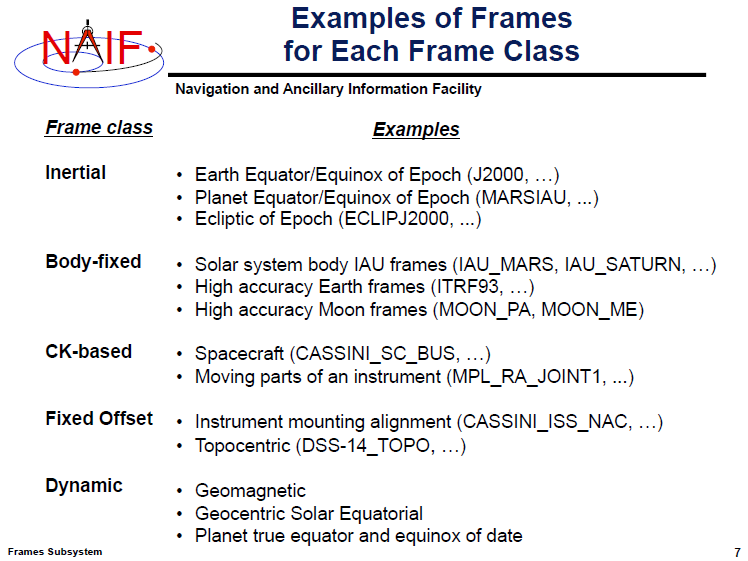 NAIF
Examples of Frames
for Each Frame Class
Navigation and Ancillary Information Facility
Frame class
Examples
Inertial
• Earth Equator/Equinox of Epoch (J2000, …)
• Planet Equator/Equinox of Epoch (MARSIAU, ...)
• Ecliptic of Epoch (ECLIPJ2000, ...)
Body-fixed
• Solar system body IAU frames (IAU_MARS, IAU_SATURN, …)
• High accuracy Earth frames (ITRF93, …)
• High accuracy Moon frames (MOON_PA, MOON_ME)
CK-based
• Spacecraft (CASSINI_SC_BUS, …)
• Moving parts of an instrument (MPL_RA_JOINT1, ...)
Fixed Offset
• Instrument mounting alignment (CASSINI_ISS_NAC, …)
• Topocentric (DSS-14_TOPO, …)
Dynamic
• Geomagnetic
• Geocentric Solar Equatorial
• Planet true equator and equinox of date
Frames Subsystem
7